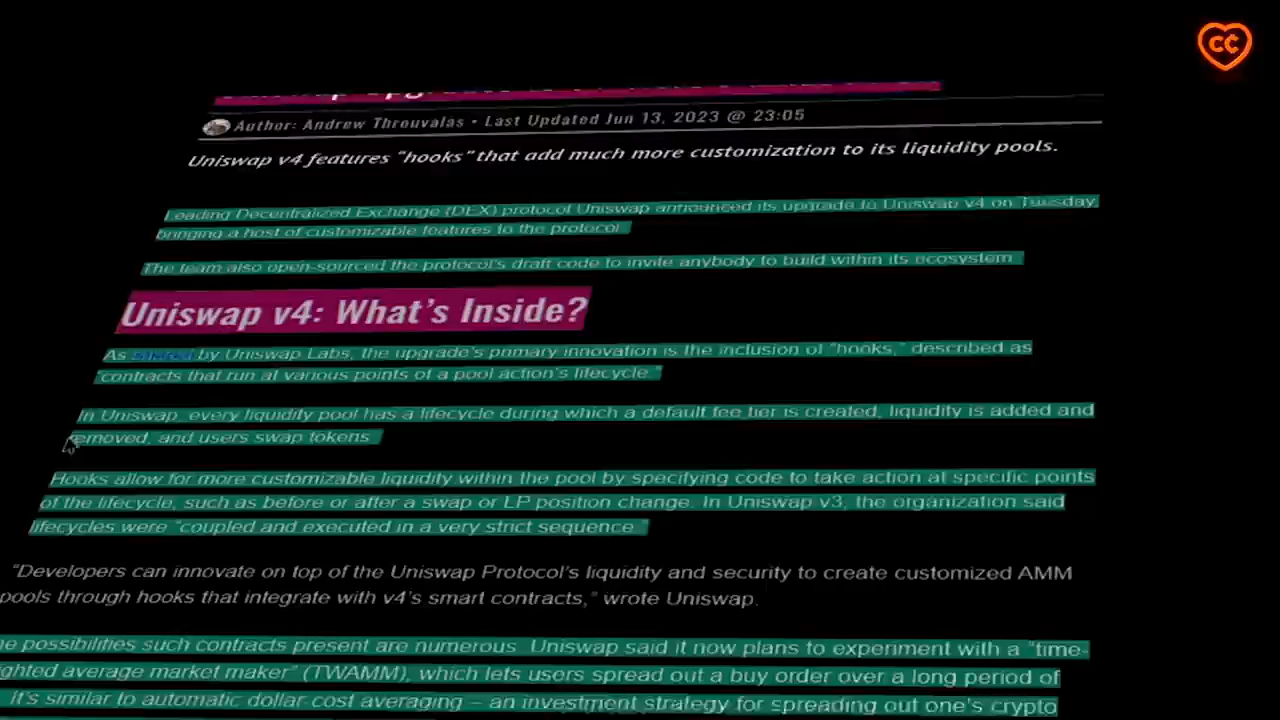 CC
Author: Andrew Throuvalas • Last Updated Jun 13, 2023 @ 23:05
Uniswap v4 features “hooks” that add much more customization to its liquidity pools.
Leading Decentralized Exchange (DEX) protocol Uniswap announced its upgrade to Uniswap v4 on Tuesday,
bringing a host of customizable features to the protocol.
The team also open-sourced the protocol’s draft code to invite anybody to build within its ecosystem.
Uniswap v4: What’s Inside?
As by Uniswap Labs, the upgrade’s primary innovation is the inclusion of “hooks,” described as
“contracts that run at various points of a pool action’s lifecycle.”
In Uniswap, every liquidity pool has a lifecycle during which a default fee tier is created, liquidity is added and
removed, and users swap tokens.
Hooks allow for more customizable liquidity within the pool by specifying code to take action at specific points
of the lifecycle, such as before or after a swap or LP position change. In Uniswap v3, the organization said
lifecycles were “coupled and executed in a very strict sequence.”
“Developers can innovate on top of the Uniswap Protocol’s liquidity and security to create customized AMM
pools through hooks that integrate with v4’s smart contracts,” wrote Uniswap.
e possibilities such contracts present are numerous. Uniswap said it now plans to experiment with a “time-
ghted average market maker” (TWAMM), which lets users spread out a buy order over a long period of
It’s similar to automatic dollar cost averaging – an investment strategy for spreading out one’s crypto